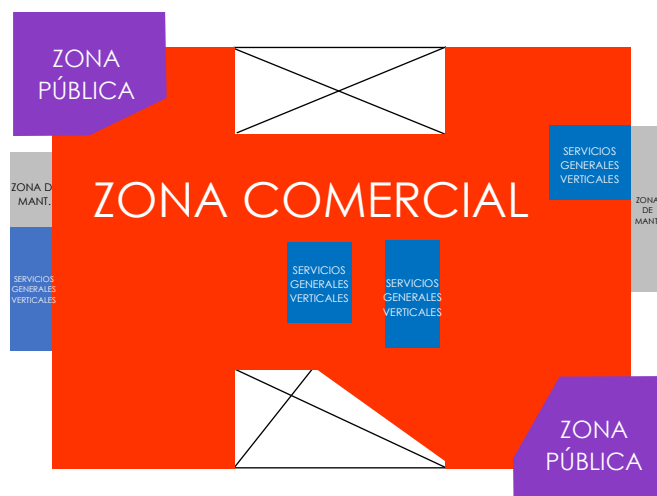 ZONA
PÚBLICA
SERVICIOS
GENERALES
VERTICALES
ZONA D
MANT.
ZONA COMERCIAL
ZONA
DE
MANT
SERVICIOS
GENERALES
VERTICALES
SERVICIOS
GENERALES
VERTICALES
SERVICIOS
GENERALES
VERTICALES
ZONA
PÚBLICA